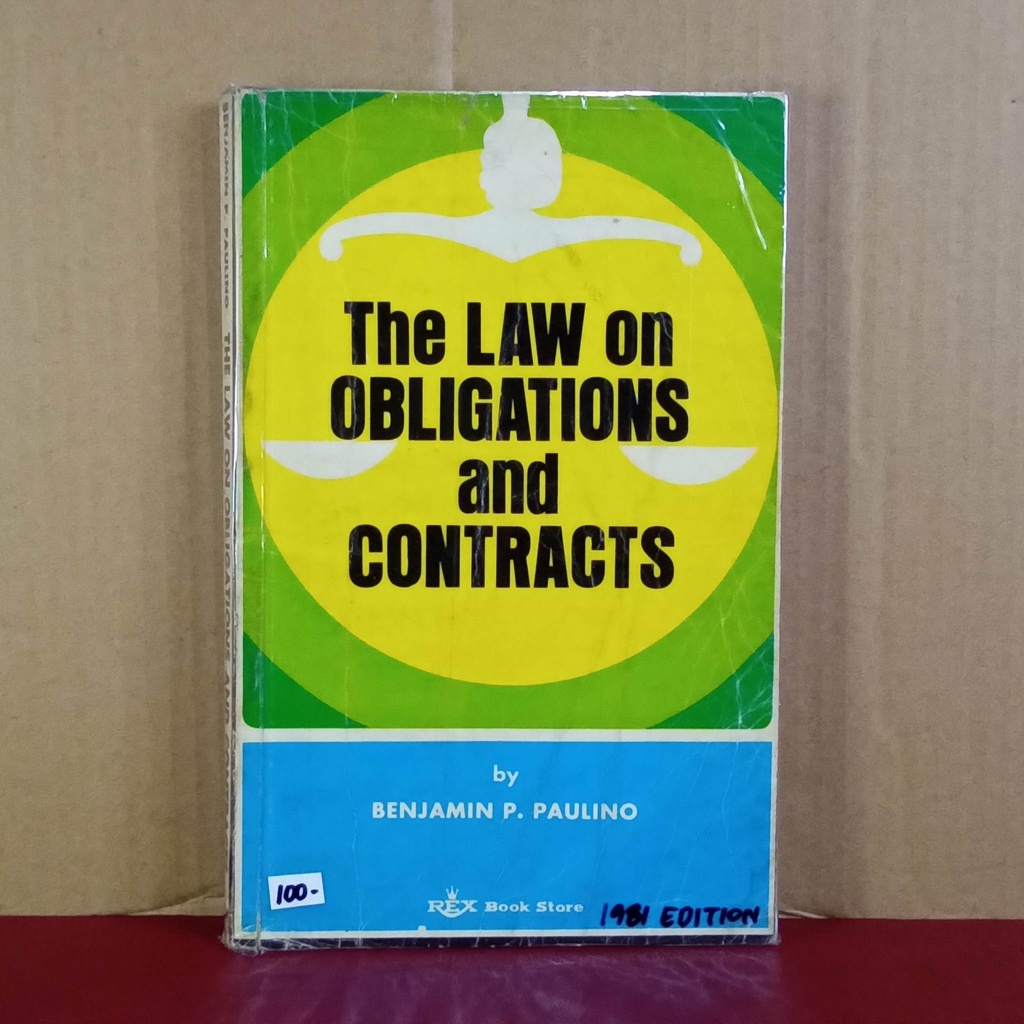 The LAW on
OBLIGATIONS
and
CONTRACTS
by
BENJAMIN P. PAULINO
100-
REX Book Store
1981 EDITION
BENJAMIN P. PAULINO THE LAW ON OBLIGATIONS AND